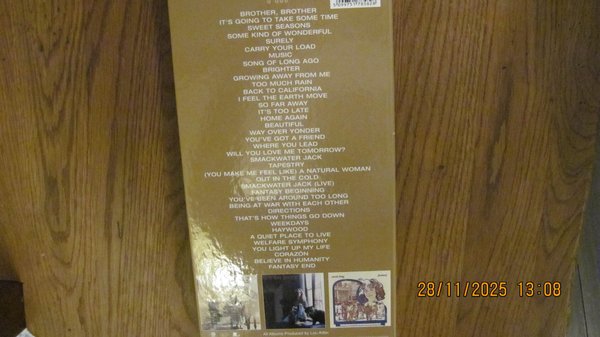 BROTHER, BROTHER
IT'S GOING TO TAKE SOME TIME
SWEET SEASONS
SOME KIND OF WONDERFUL
SURELY
CARRY YOUR LOAD
MUSIC
SONG OF LONG AGO
BRIGHTER
GROWING AWAY FROM ME
TOO MUCH RAIN
BACK TO CALIFORNIA
I FEEL THE EARTH MOVE
SO FAR AWAY
IT'S TOO LATE
HOME AGAIN
BEAUTIFUL
WAY OVER YONDER
YOU'VE GOT A FRIEND
WHERE YOU LEAD
WILL YOU LOVE ME TOMORROW?
SMACKWATER JACK
TAPESTRY
(YOU MAKE ME FEEL LIKE) A NATURAL WOMAN
OUT IN THE COLD
SMACKWATER JACK (LIVE)
FANTASY BEGINNING
YOU'VE BEEN AROUND TOO LONG
BEING AT WAR WITH EACH OTHER
DIRECTIONS
THAT'S HOW THINGS GO DOWN
WEEKDAYS
HAYWOOD
A QUIET PLACE TO LIVE
WELFARE SYMPHONY
YOU LIGHT UP MY LIFE
CORAZÓN
BELIEVE IN HUMANITY
FANTASY END
All Albums Produced by Lou Adler
28/11/2025 13:08